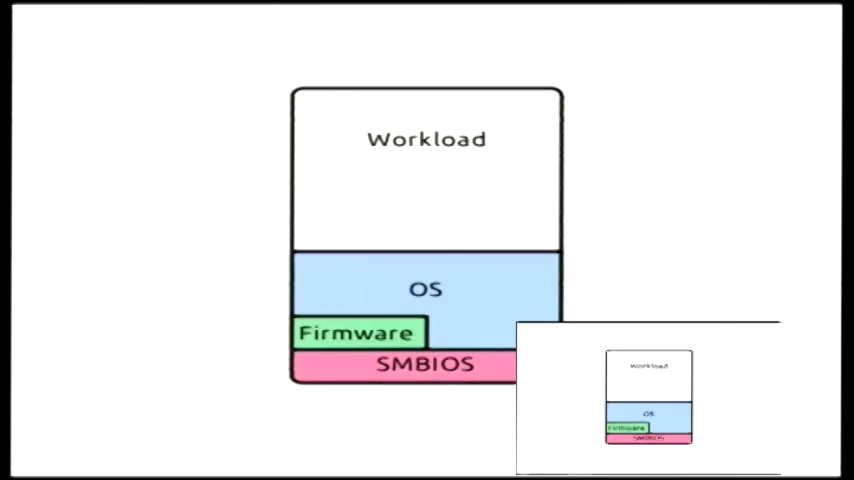 Workload
OS
Firmware
SMBIOS
Workload
OS
Firmware
SMBIOS